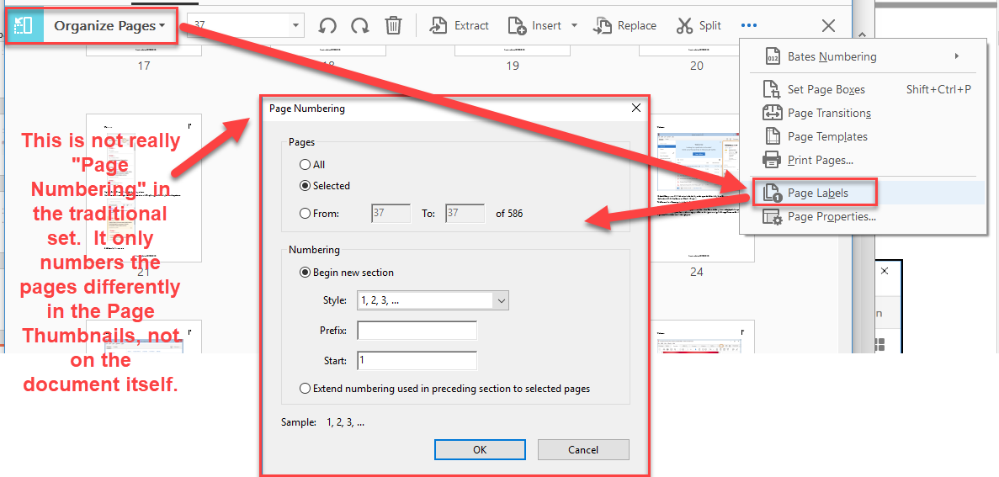 Organize Pages
37
Extract
Insert
Replace
Split
17
18
19
20
012
Bates Numbering
Set Page Boxes Shift+Ctrl+P
Page Transitions
Page Templates
Print Pages...
Page Labels
Page Properties...
This is not really
"Page
Numbering" in
the traditional
set. It only
numbers the
pages differently
in the Page
Thumbnails, not
on the
document itself.
21
24
Page Numbering
Pages
All
Selected
From: 37 To: 37 of 586
Numbering
Begin new section
Style: 1, 2, 3, ...
Prefix:
Start: 1
Extend numbering used in preceding section to selected pages
Sample: 1, 2, 3, ...
OK
Cancel